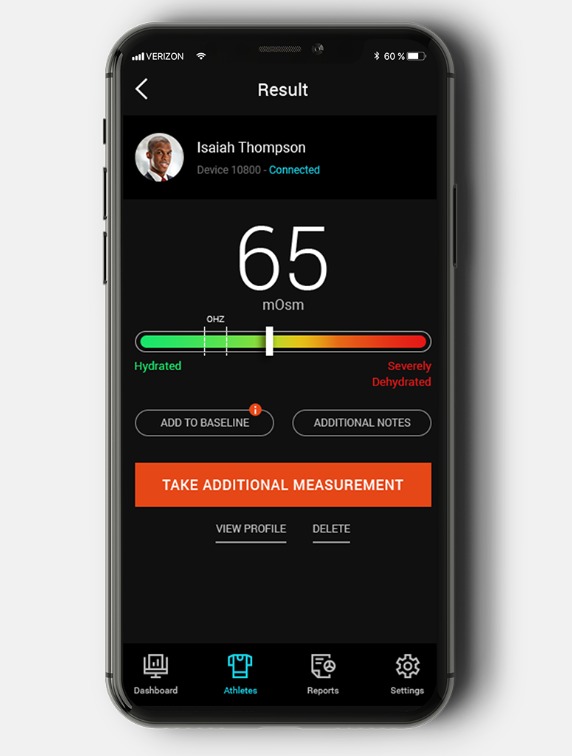 VERIZON
60 %
Result
Isaiah Thompson
Device 10800 - Connected
65
mOsm
OHZ
Hydrated
Severely
Dehydrated
ADD TO BASELINE
i
ADDITIONAL NOTES
TAKE ADDITIONAL MEASUREMENT
VIEW PROFILE
DELETE
Dashboard
Athletes
Reports
Settings